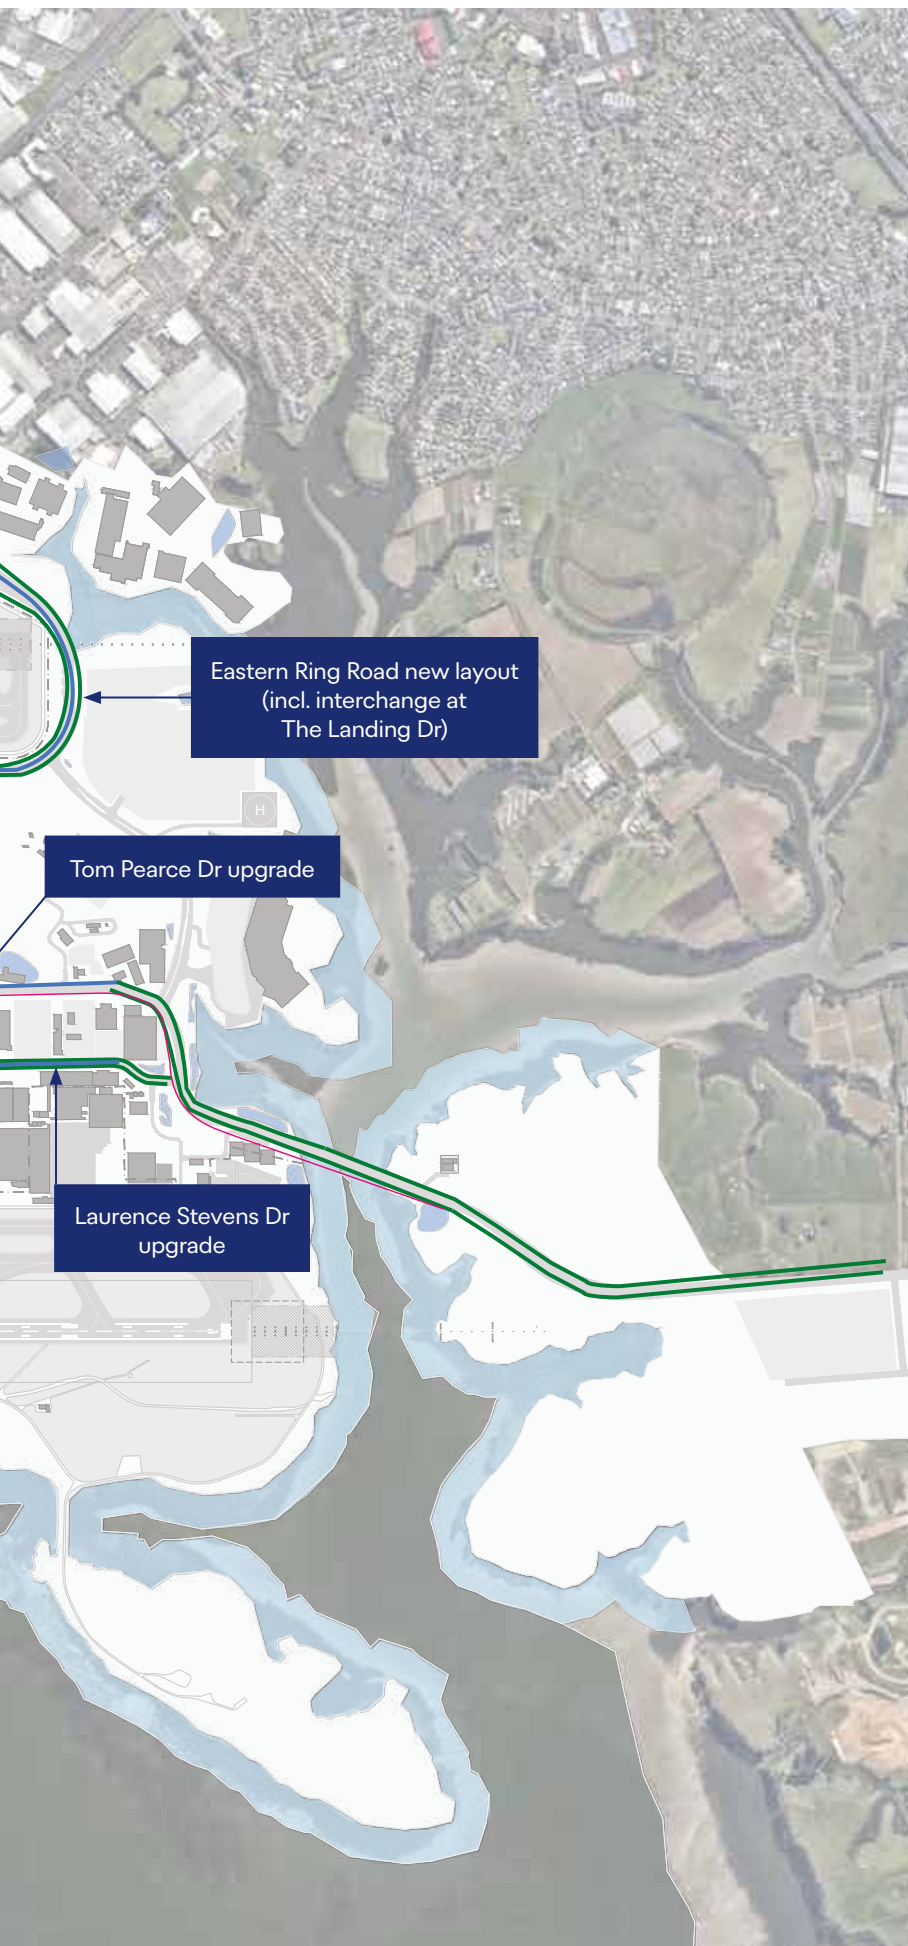 Eastern Ring Road new layout
(incl. interchange at
The Landing Dr)
H
Tom Pearce Dr upgrade
Laurence Stevens Dr
upgrade